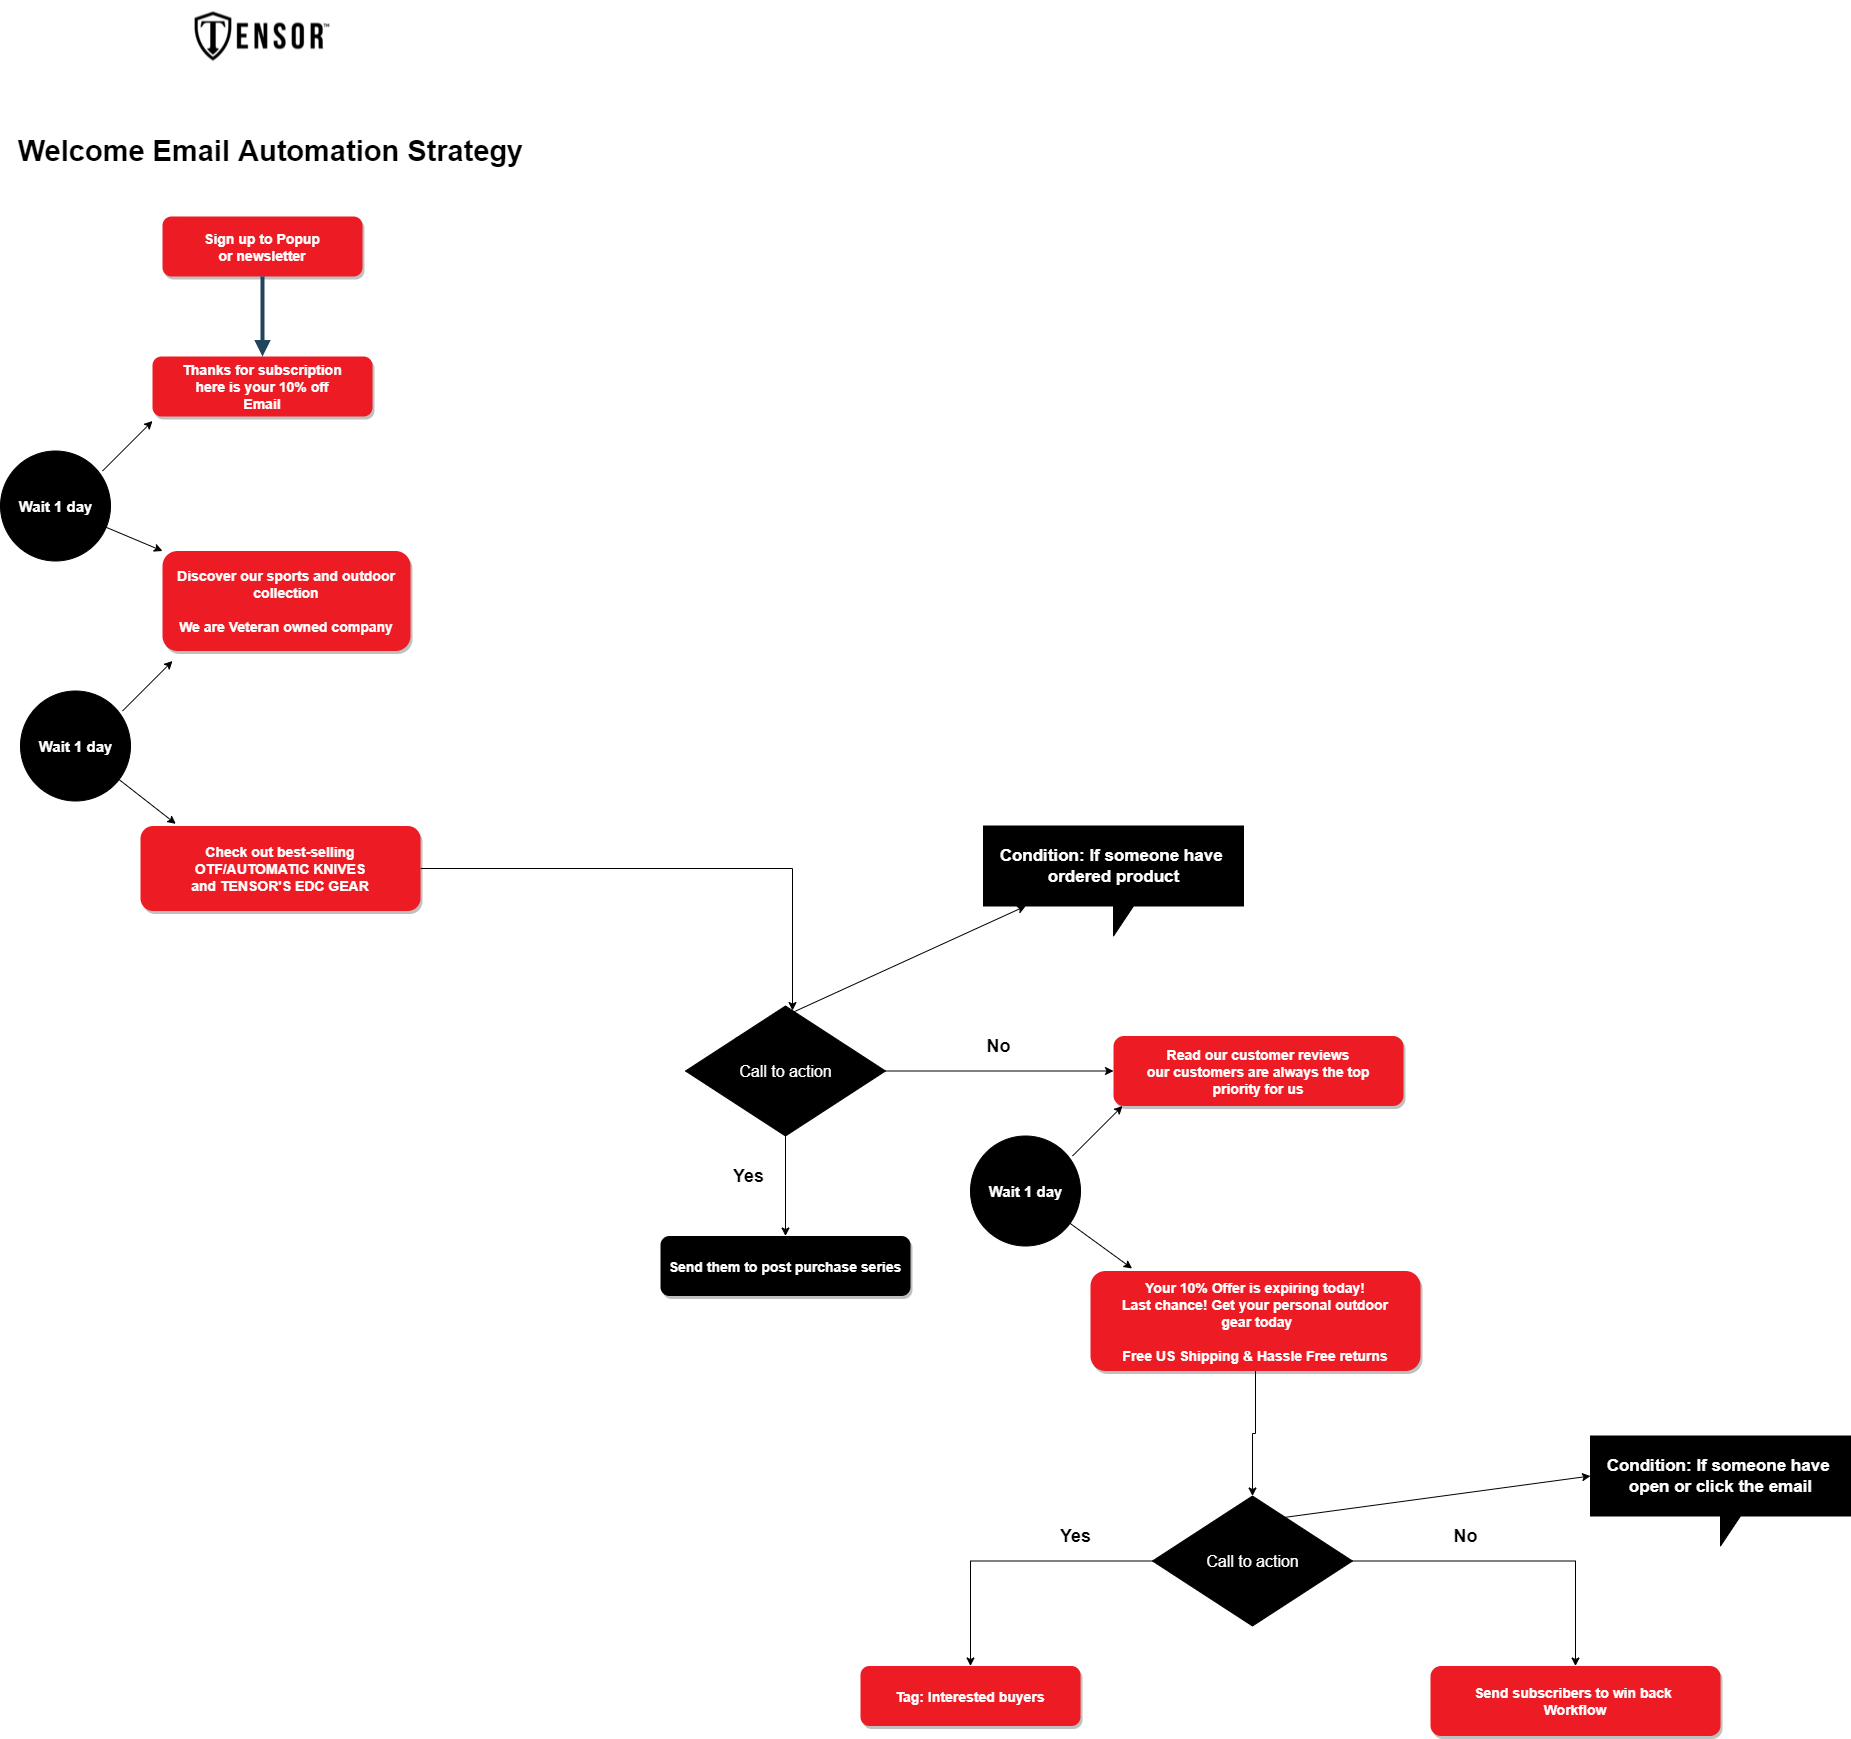 TENSOR™
Welcome Email Automation Strategy
Sign up to Popup
or newsletter
Thanks for subscription
here is your 10% off
Email
Wait 1 day
Discover our sports and outdoor
collection
We are Veteran owned company
Wait 1 day
Check out best-selling
OTF/AUTOMATIC KNIVES
and TENSOR'S EDC GEAR
Condition: If someone have
ordered product
Call to action
No
Read our customer reviews
our customers are always the top
priority for us
Yes
Wait 1 day
Send them to post purchase series
Your 10% Offer is expiring today!
Last chance! Get your personal outdoor
gear today
Free US Shipping & Hassle Free returns
Condition: If someone have
open or click the email
Yes
No
Call to action
Tag: Interested buyers
Send subscribers to win back
Workflow